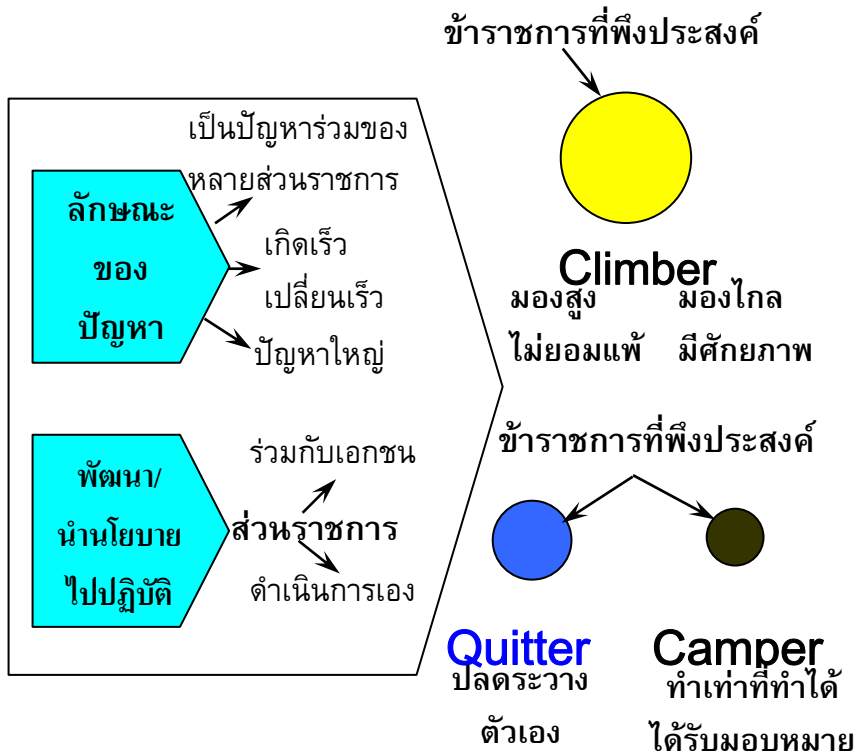 ข้าราชการที่พึงประสงค์
เป็นปัญหาร่วมของ
หลายส่วนราชการ
ลักษณะ
ของ
ปัญหา
เกิดเร็ว
เปลี่ยนเร็ว
ปัญหาใหญ่
Climber
มองสูง มองไกล
ไม่ยอมแพ้ มีศักยภาพ
พัฒนา/
นำนโยบาย
ไปปฏิบัติ
ร่วมกับเอกชน
ส่วนราชการ
ดำเนินการเอง
ข้าราชการที่พึงประสงค์
Quitter
ปลดระวาง
ตัวเอง
Camper
ทำเท่าที่ทำได้
ได้รับมอบหมาย